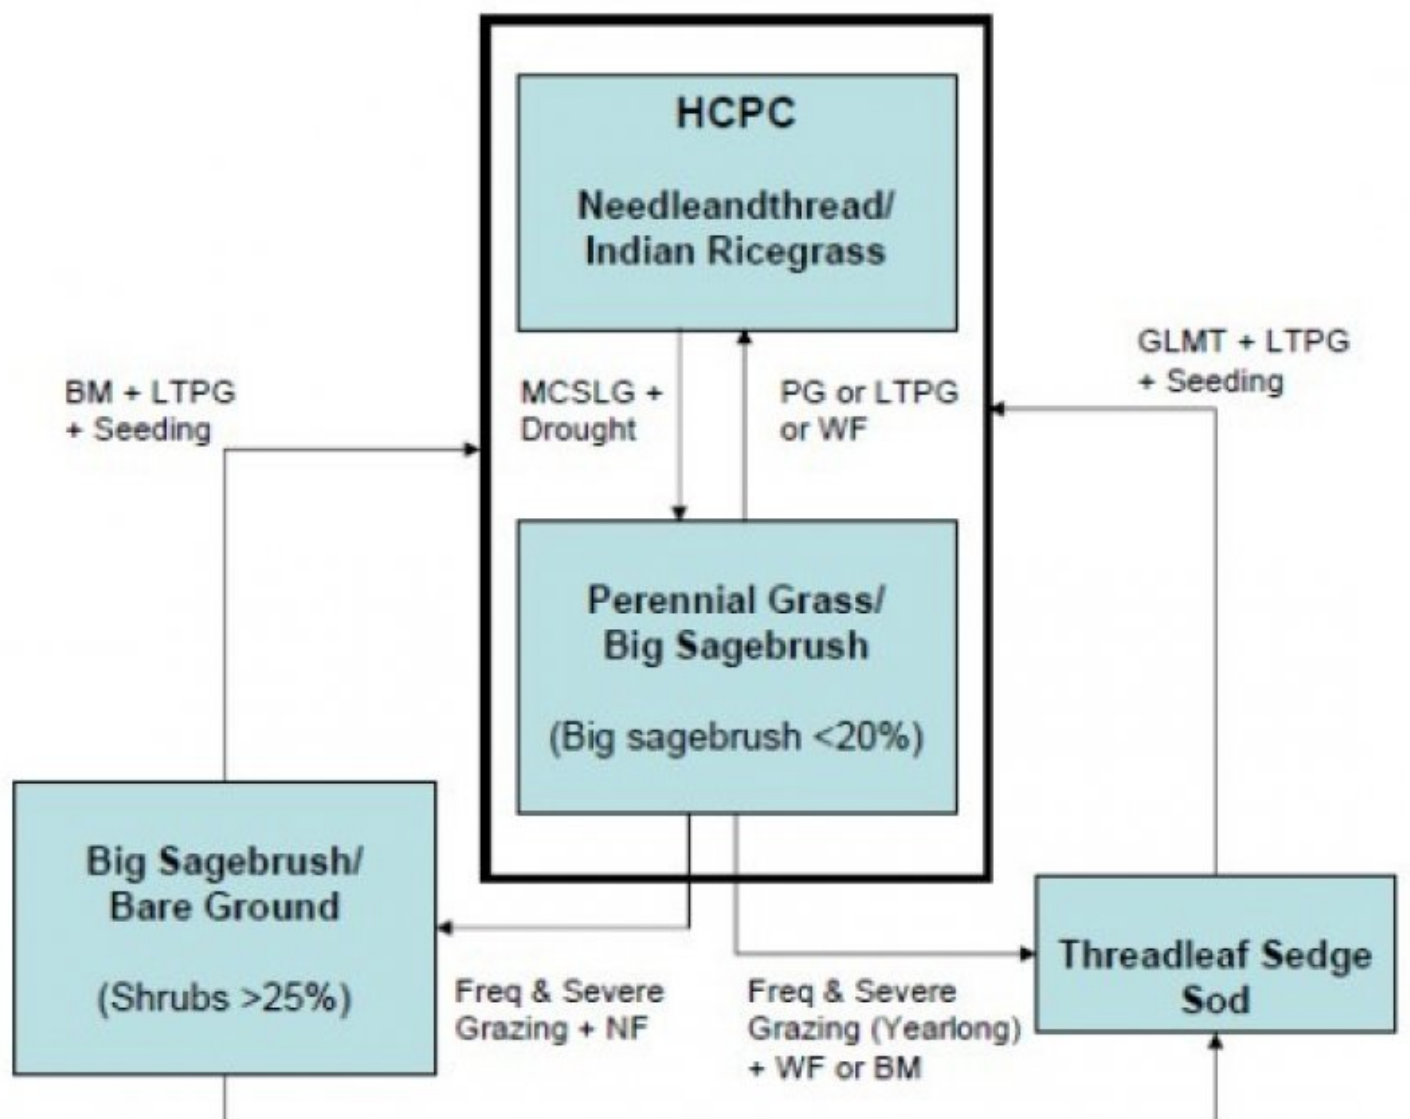 HCPC
Needleandthread/
Indian Ricegrass
GLMT + LTPG
+ Seeding
BM + LTPG
+ Seeding
MCSLG +
Drought
PG or LTPG
or WF
Perennial Grass/
Big Sagebrush
(Big sagebrush <20%)
Big Sagebrush/
Bare Ground
(Shrubs >25%)
Threadleaf Sedge
Sod
Freq & Severe
Grazing + NF
Freq & Severe
Grazing (Yearlong)
+ WF or BM